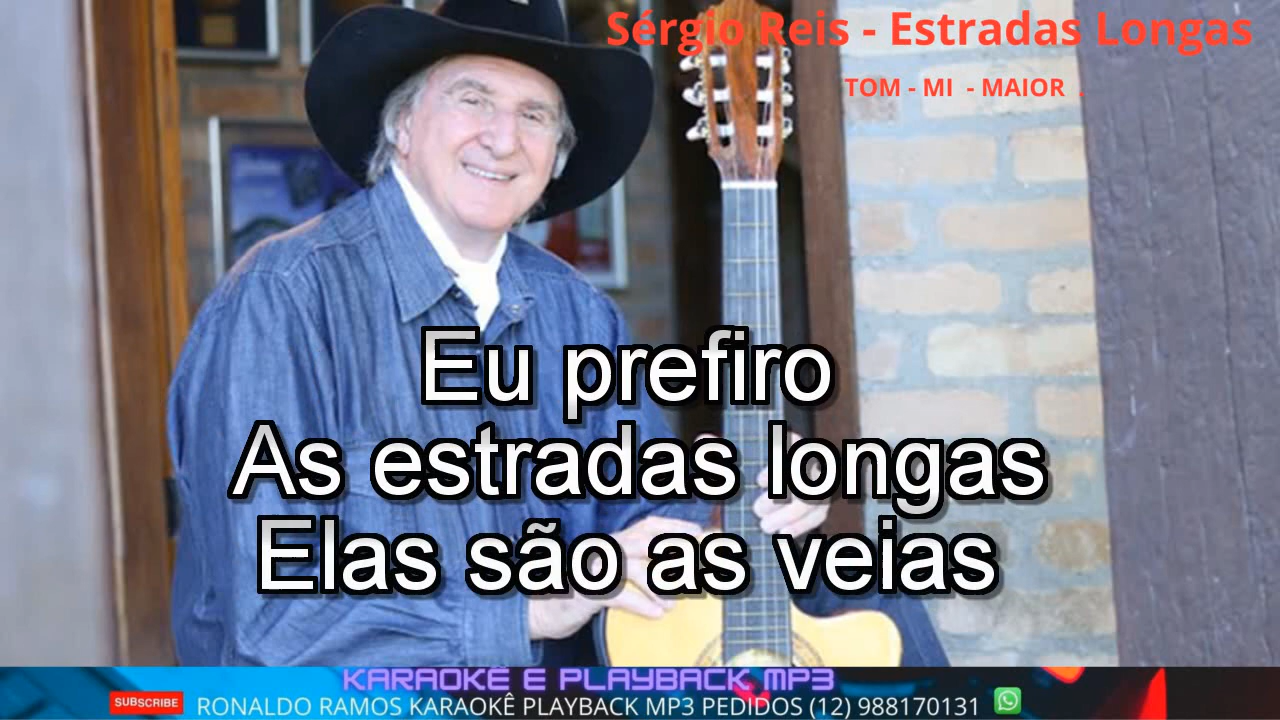 Sérgio Reis - Estradas Longas
TOM - MI - MAIOR .
Eu prefiro
As estradas longas
Elas são as veias
KARAOKÊ E PLAYBACK MP3
SUBSCRIBE
RONALDO RAMOS KARAOKÊ PLAYBACK MP3 PEDIDOS (12) 988170131